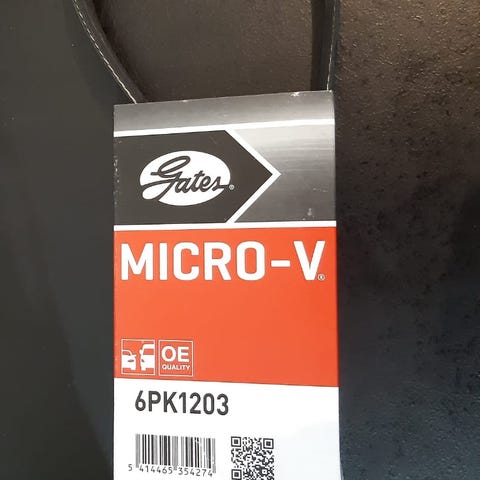 Gates®
MICRO-V®
OE
QUALITY
6PK1203
5 414465 354274